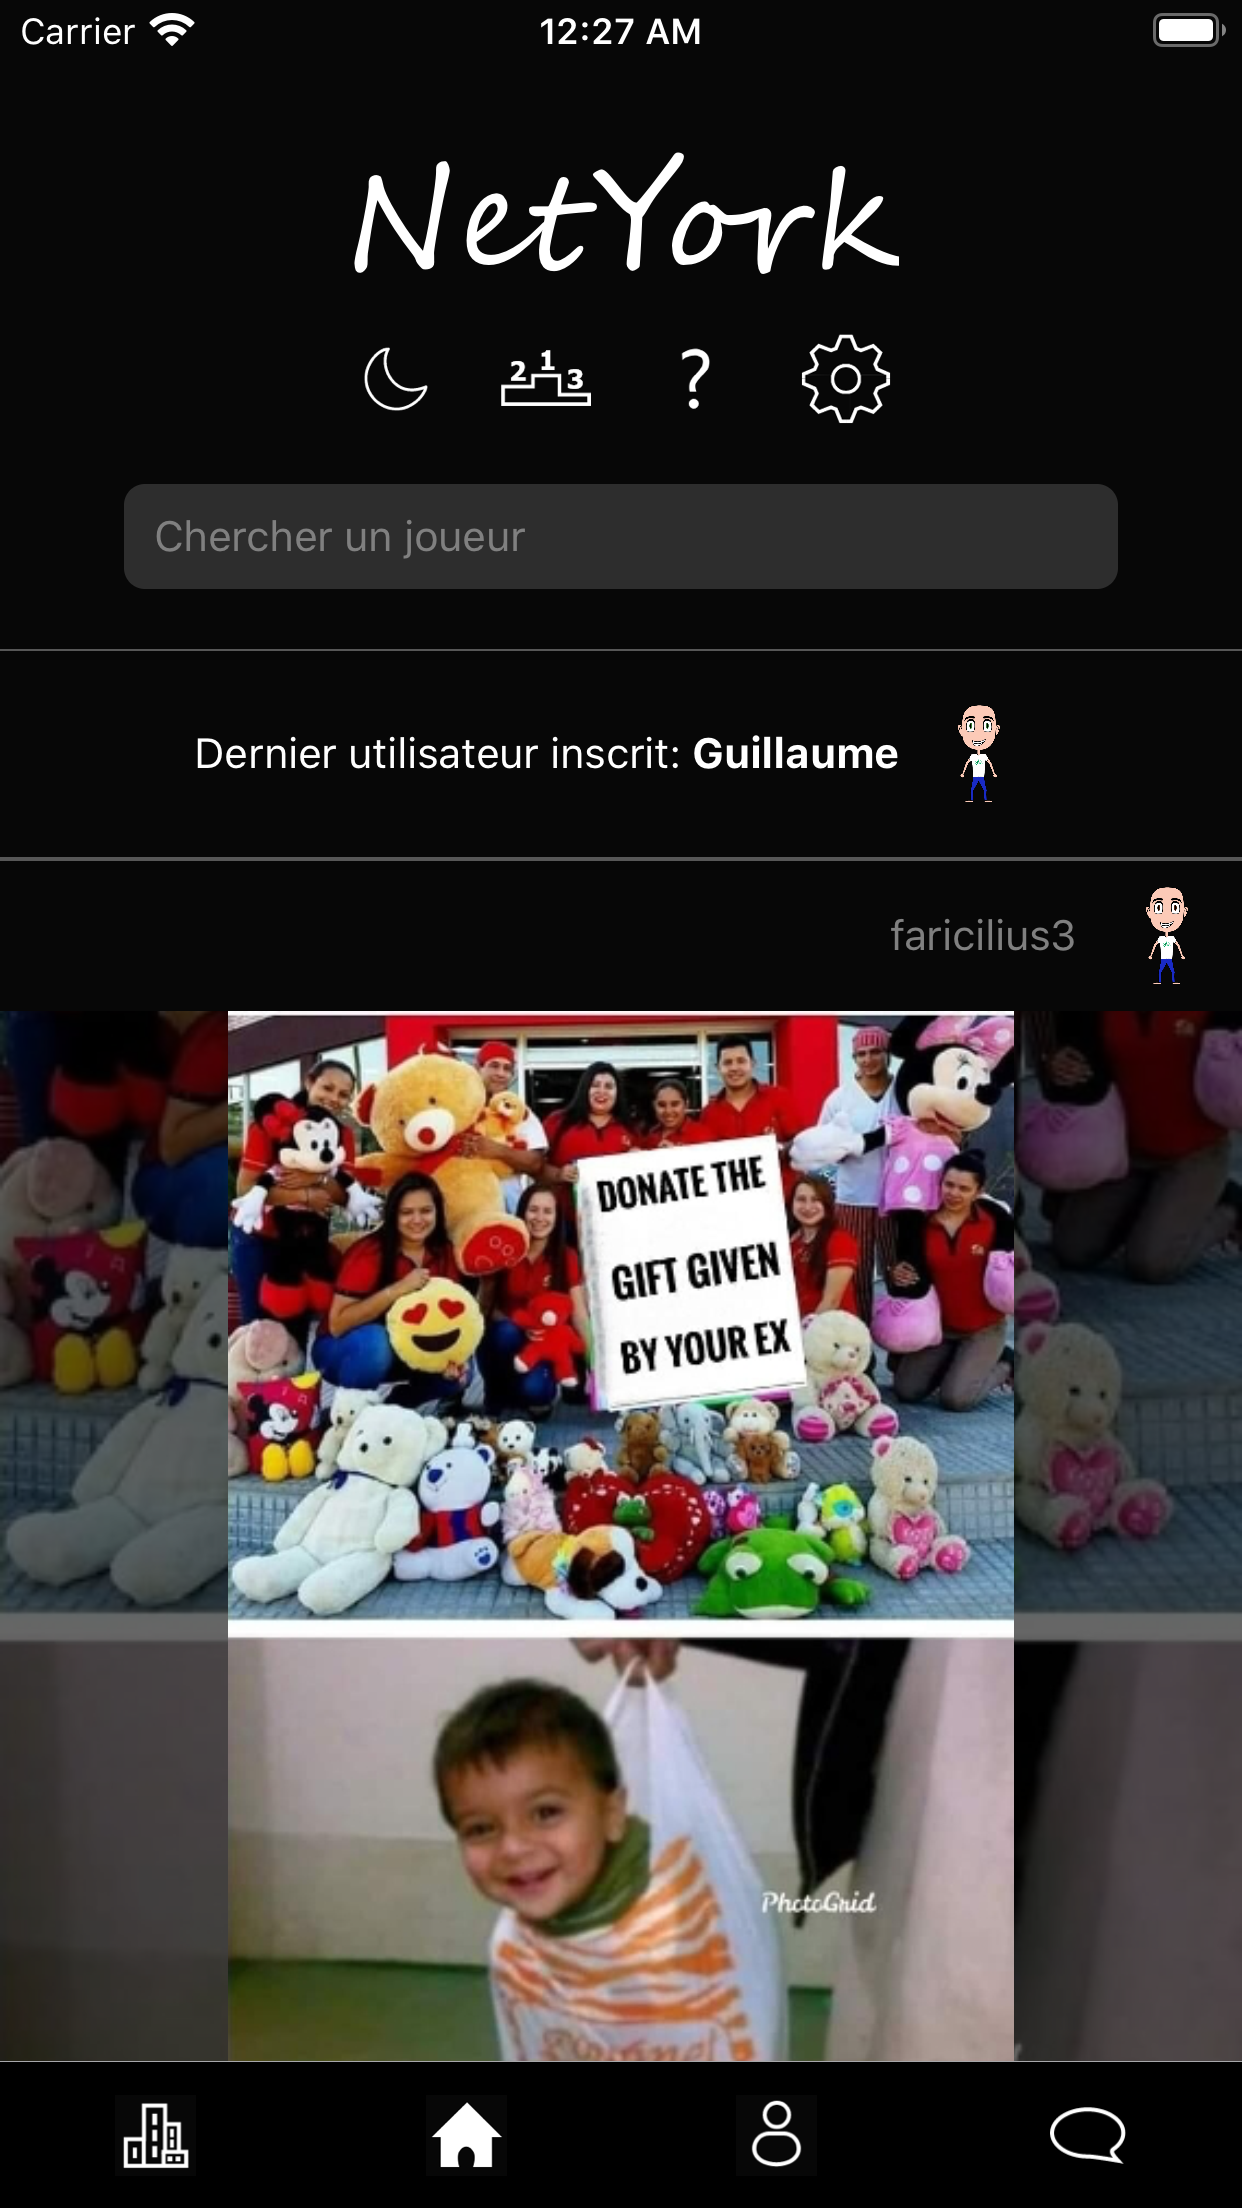 Carrier 12:27 AM
NetYork
2 1 3 ?
Chercher un joueur
Dernier utilisateur inscrit: Guillaume
faricilius3
DONATE THE
GIFT GIVEN
BY YOUR EX
PhotoGrid